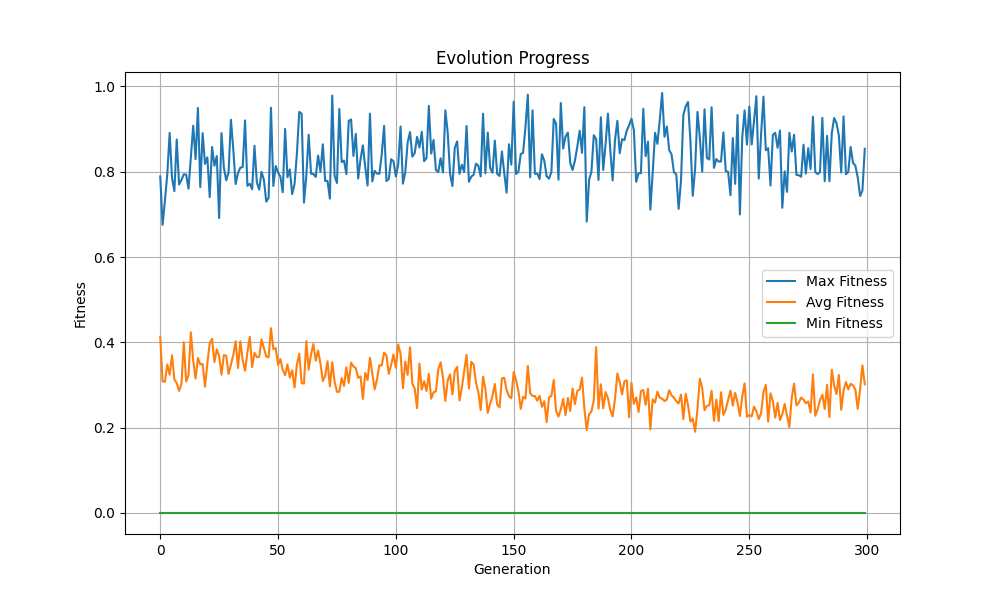 Evolution Progress
1.0
0.8
0.6
0.4
0.2
0.0
Fitness
Max Fitness
Avg Fitness
Min Fitness
0 50 100 150 200 250 300
Generation